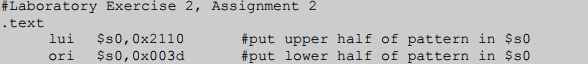 #Laboratory Exercise 2, Assignment 2
.text
lui $s0,0x2110 #put upper half of pattern in $s0
ori $s0,0x003d #put lower half of pattern in $s0